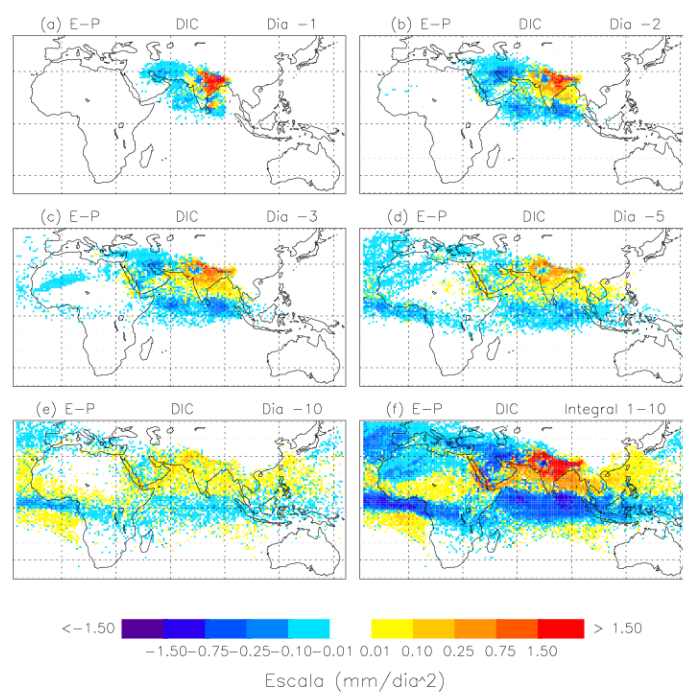 (a) E-P DIC Dia -1
(b) E-P DIC Dia -2
(c) E-P DIC Dia -3
(d) E-P DIC Dia -5
(e) E-P DIC Dia -10
(f) E-P DIC Integral 1-10
<-1.50 > 1.50
-1.50-0.75-0.25-0.10-0.01 0.01 0.10 0.25 0.75 1.50
Escala (mm/dia^2)